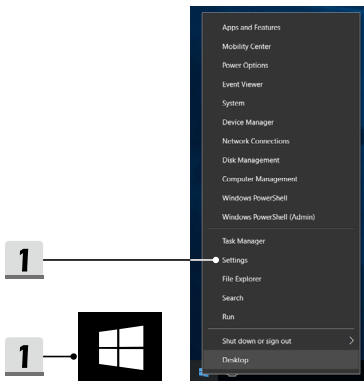 Apps and Features
Mobility Center
Power Options
Event Viewer
System
Device Manager
Network Connections
Disk Management
Computer Management
Windows PowerShell
Windows PowerShell (Admin)
Task Manager
1
Settings
File Explorer
Search
Run
Shut down or sign out
1
Desktop